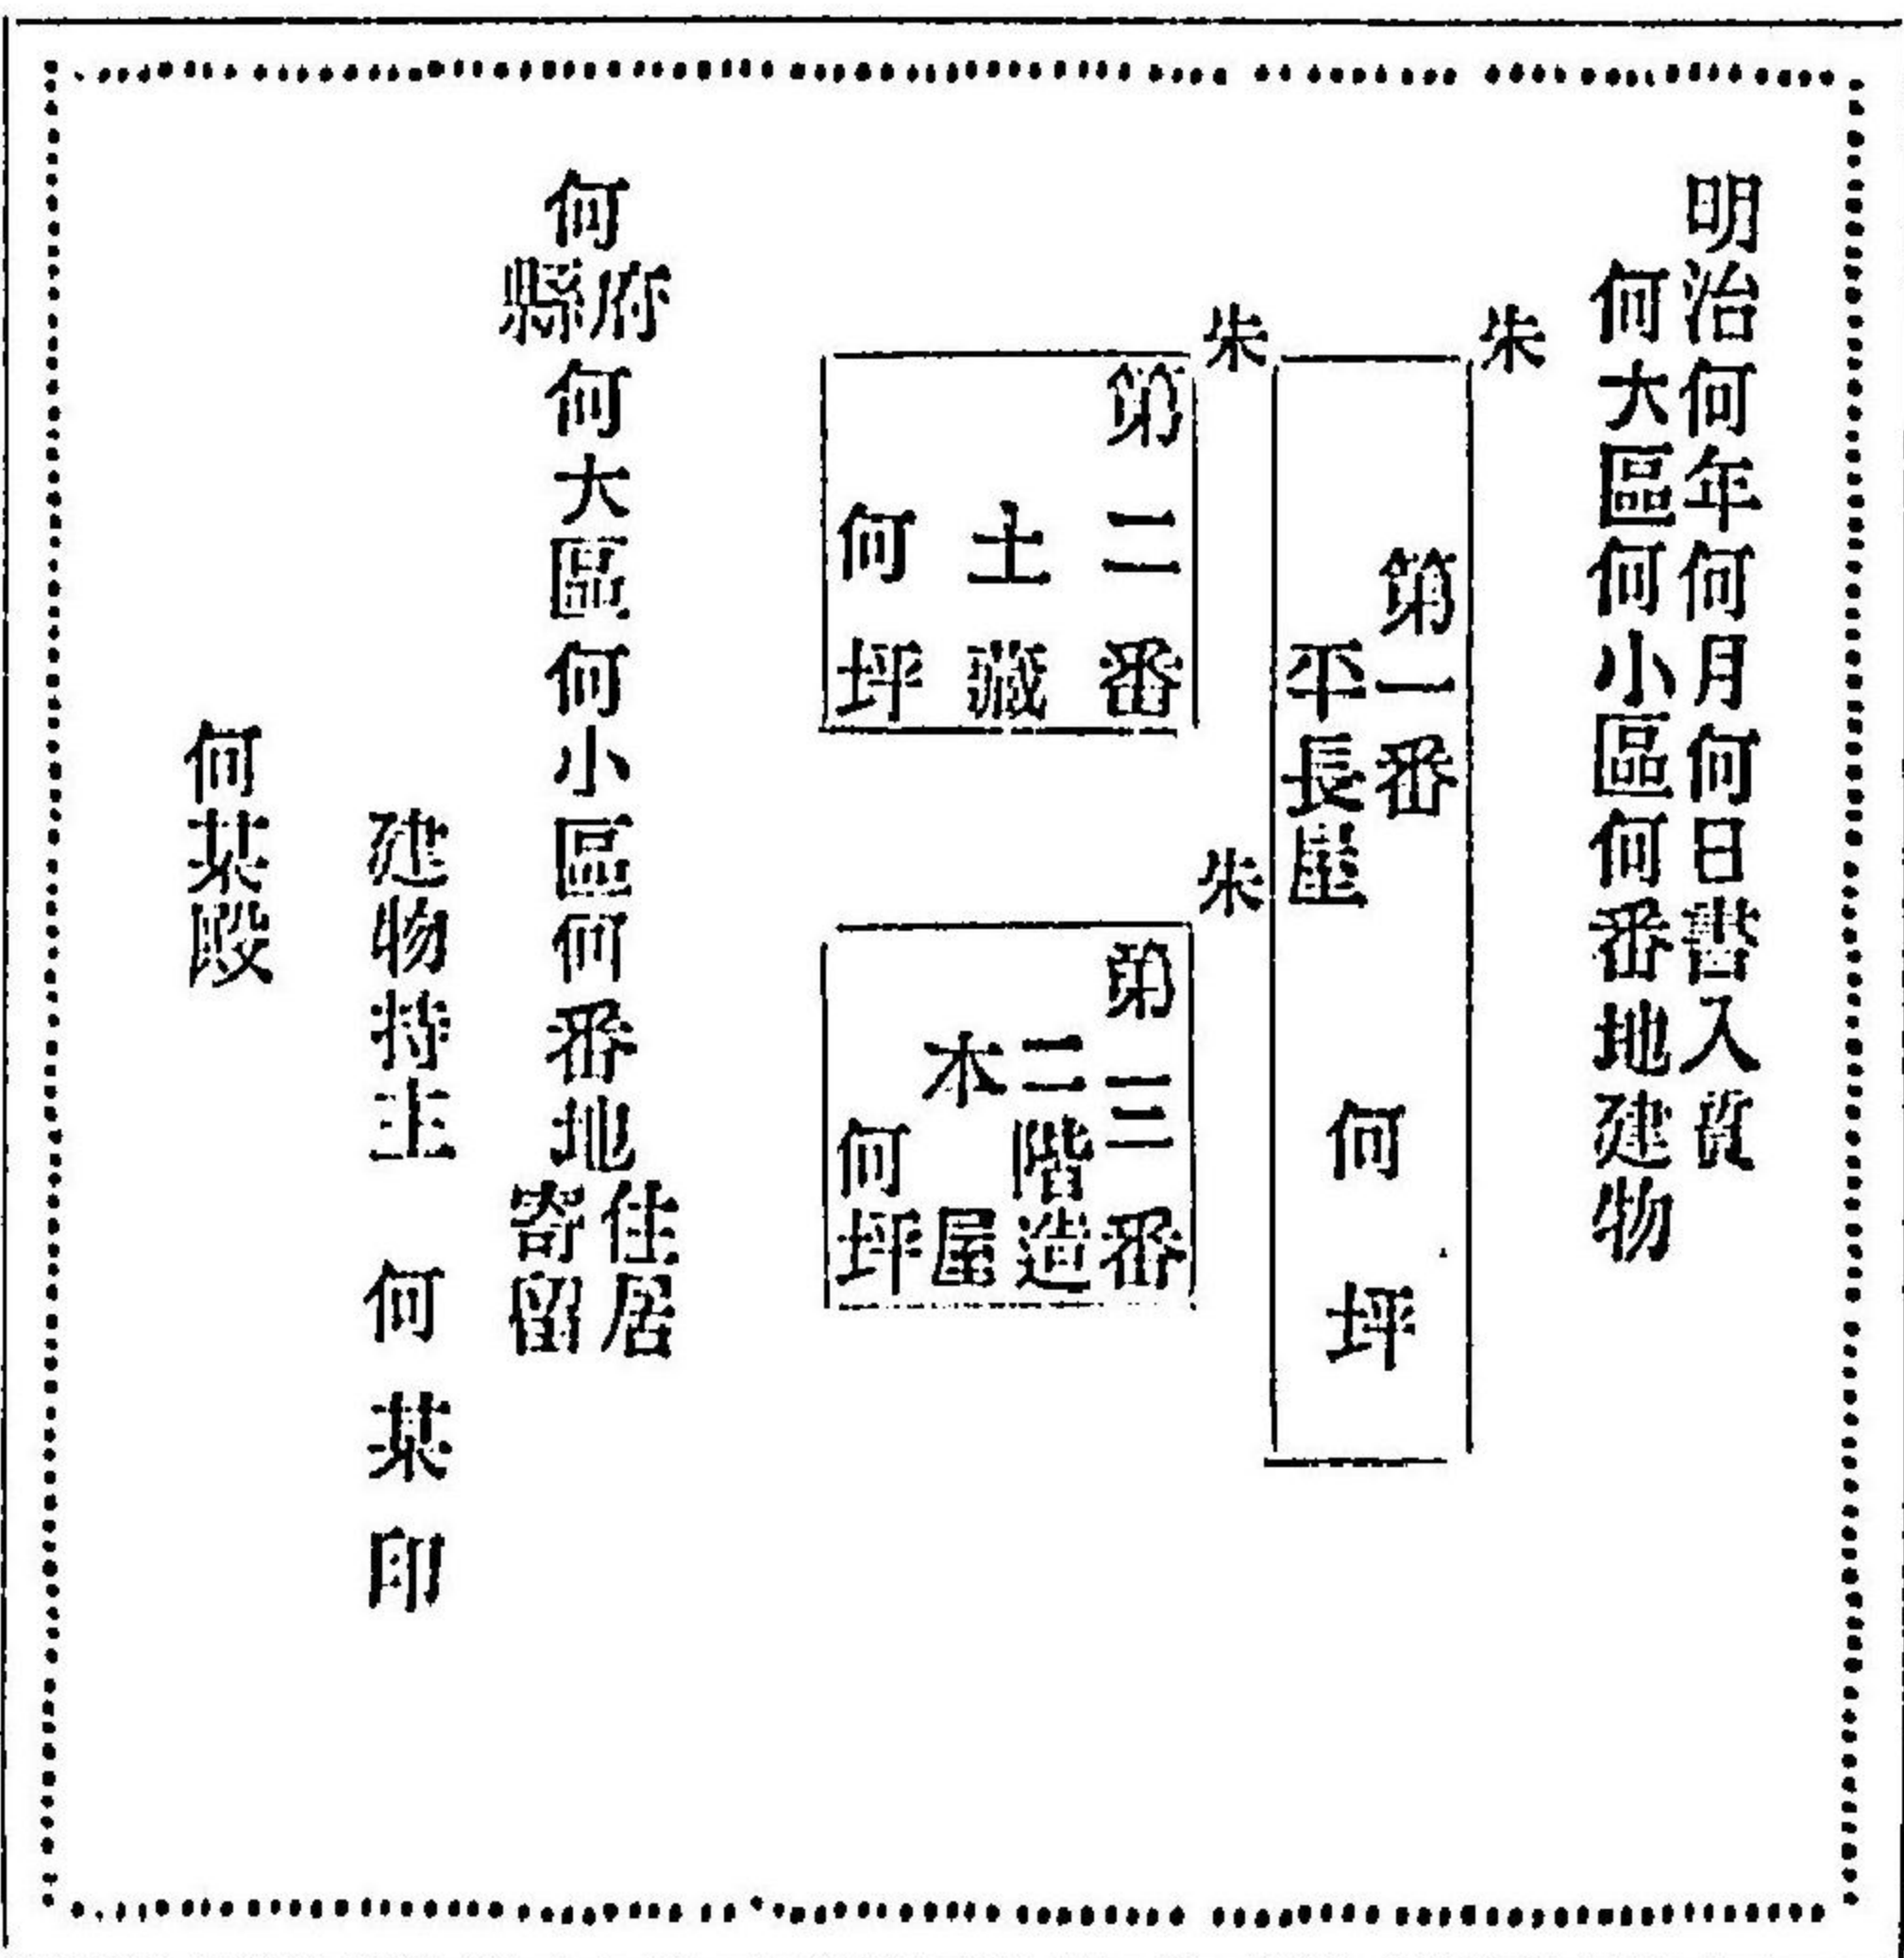 明治何年何月何日書入質
何大區何小區何番地建物
朱
第一番
平長屋
何坪
朱
第二番
土藏
何坪
朱
第三番
二階造
本屋
何坪
何府縣何大區何小區何番地住居寄留
建物持主 何某印
何某殿